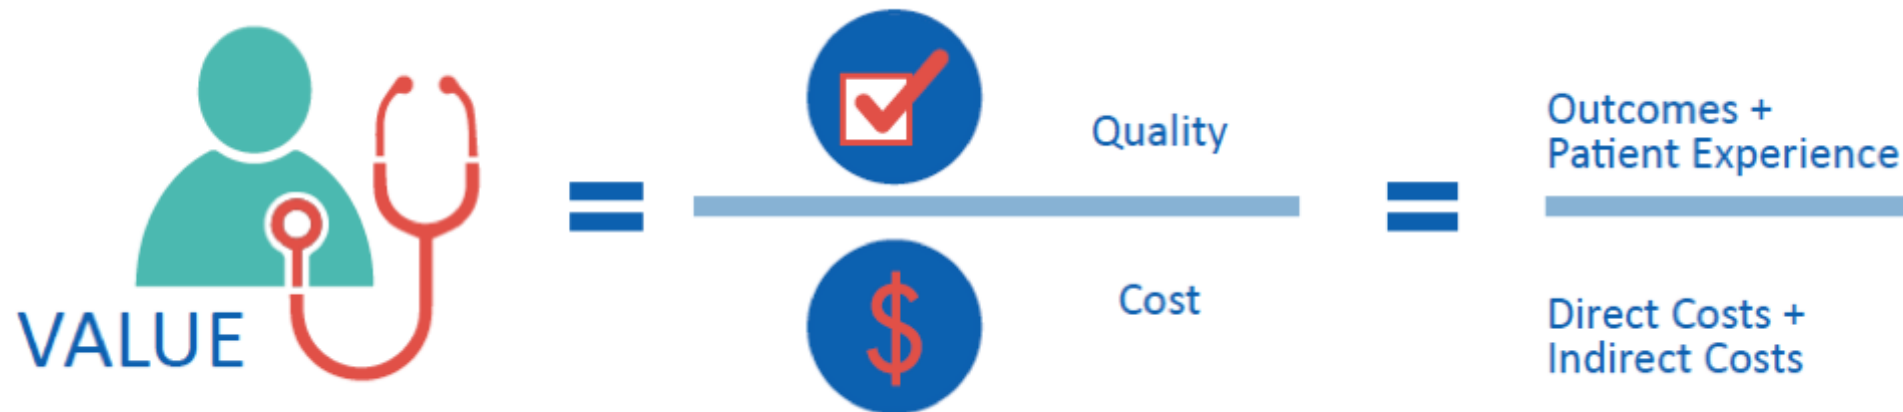 VALUE
=
Quality
Cost
$
=
Outcomes +
Patient Experience
Direct Costs +
Indirect Costs